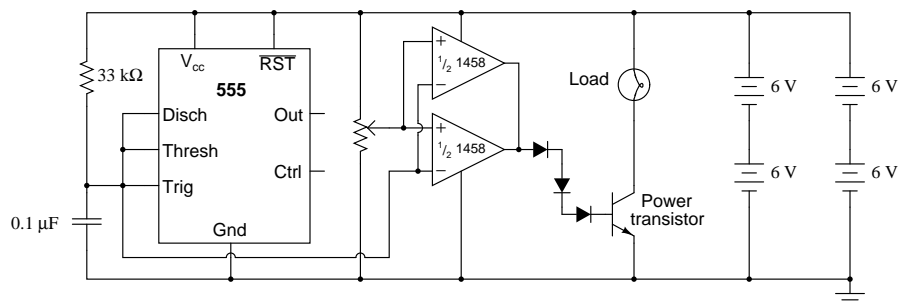 33 kΩ
V_cc
RST
555
Disch
Out
Thresh
Ctrl
Trig
Gnd
0.1 μF
+
1/2 1458
−
+
1/2 1458
−
Load
Power
transistor
6 V
6 V
6 V
6 V